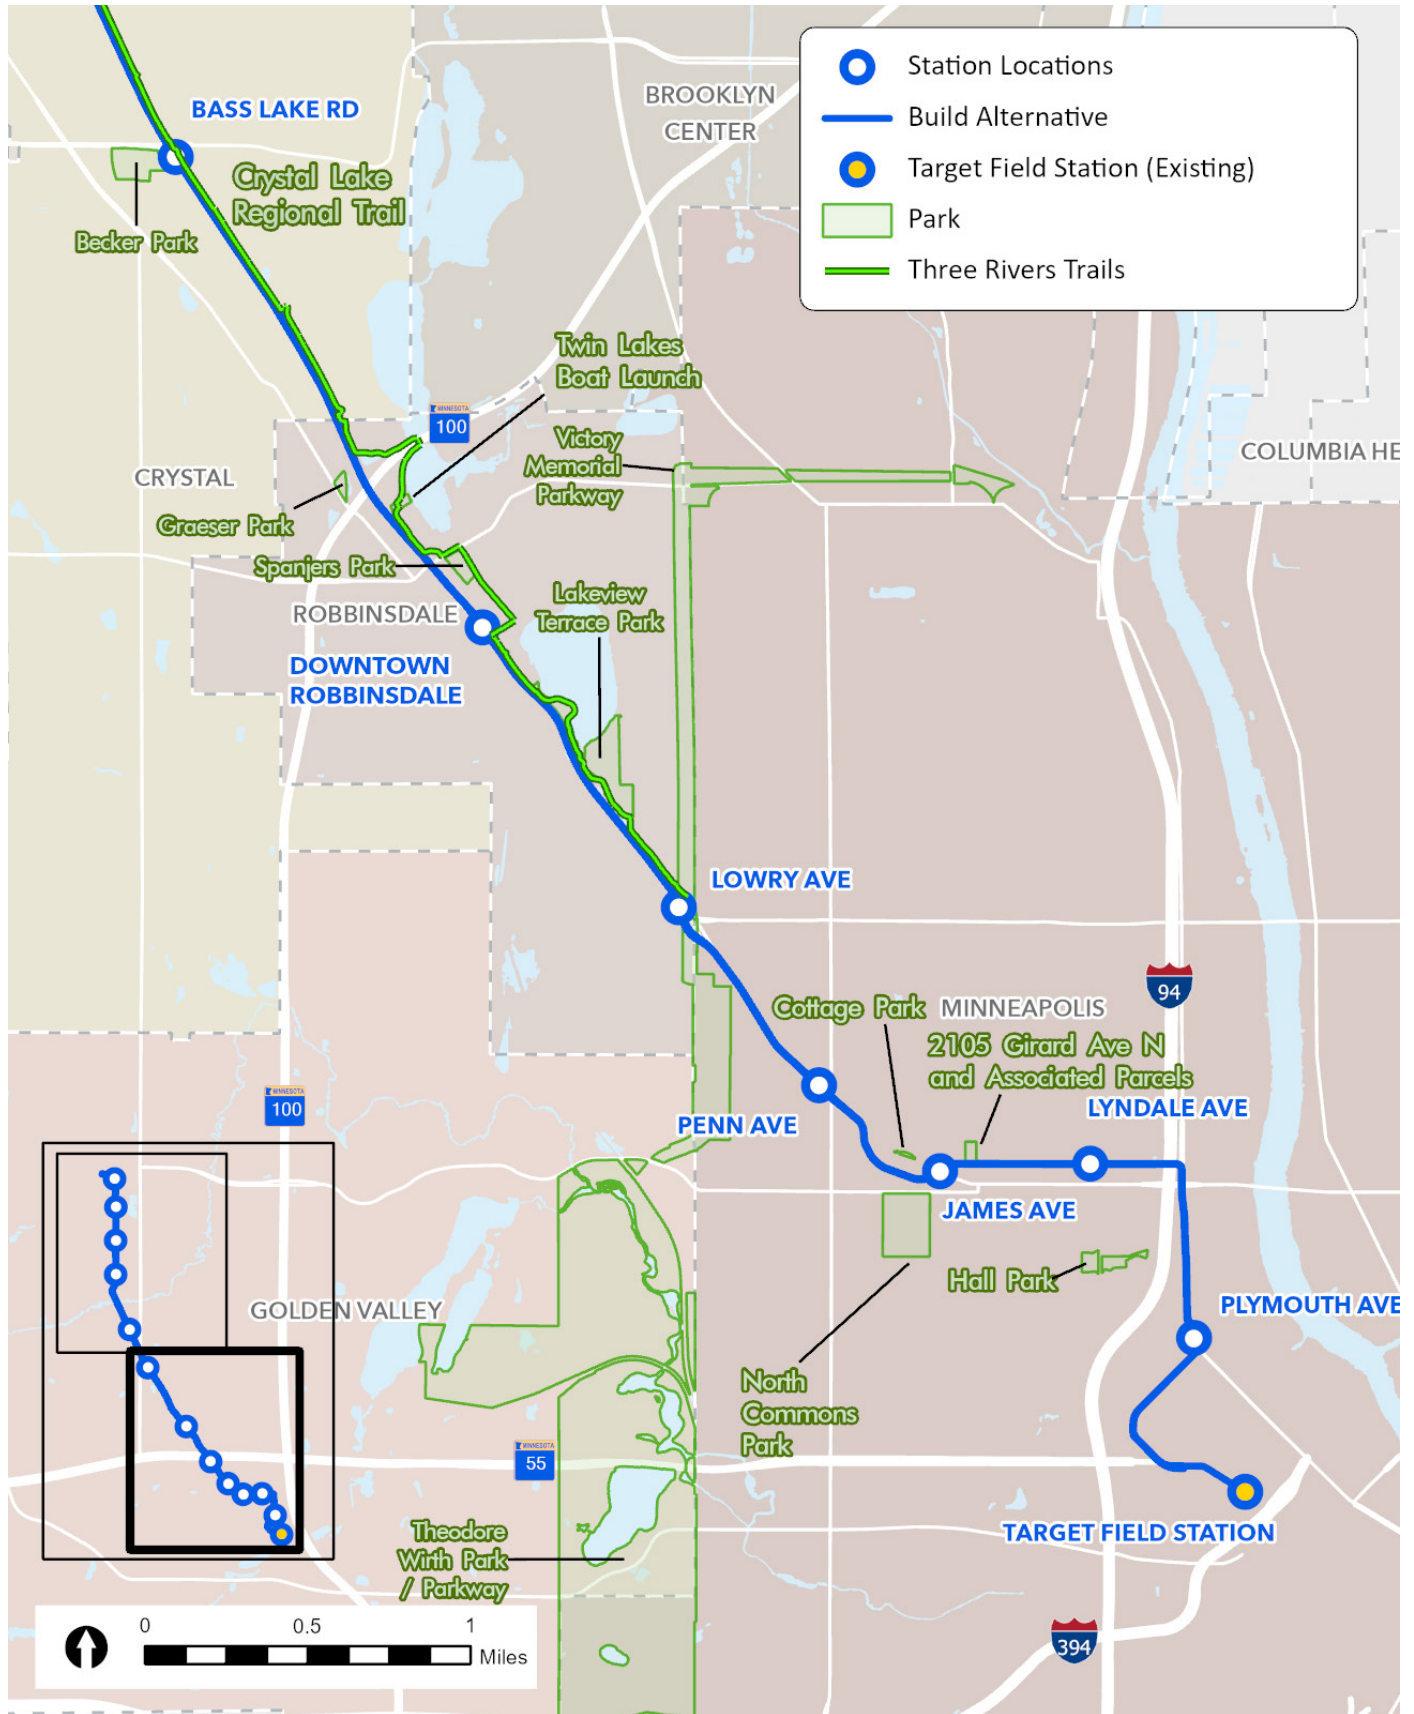 BASS LAKE RD
BROOKLYN
CENTER
Station Locations
Build Alternative
Target Field Station (Existing)
Park
Three Rivers Trails
Crystal Lake
Regional Trail
Becker Park
Twin Lakes
Boat Launch
MINNESOTA
100
Victory
Memorial
Parkway
CRYSTAL
COLUMBIA HE
Graeser Park
Spanjers Park
Lakeview
Terrace Park
ROBBINSDALE
DOWNTOWN
ROBBINSDALE
LOWRY AVE
94
Cottage Park
MINNEAPOLIS
2105 Girard Ave N
and Associated Parcels
LYNDALE AVE
MINNESOTA
100
PENN AVE
JAMES AVE
Hall Park
GOLDEN VALLEY
PLYMOUTH AVE
North
Commons
Park
MINNESOTA
55
TARGET FIELD STATION
Theodore
Wirth Park
/ Parkway
0 0.5 1
Miles
394